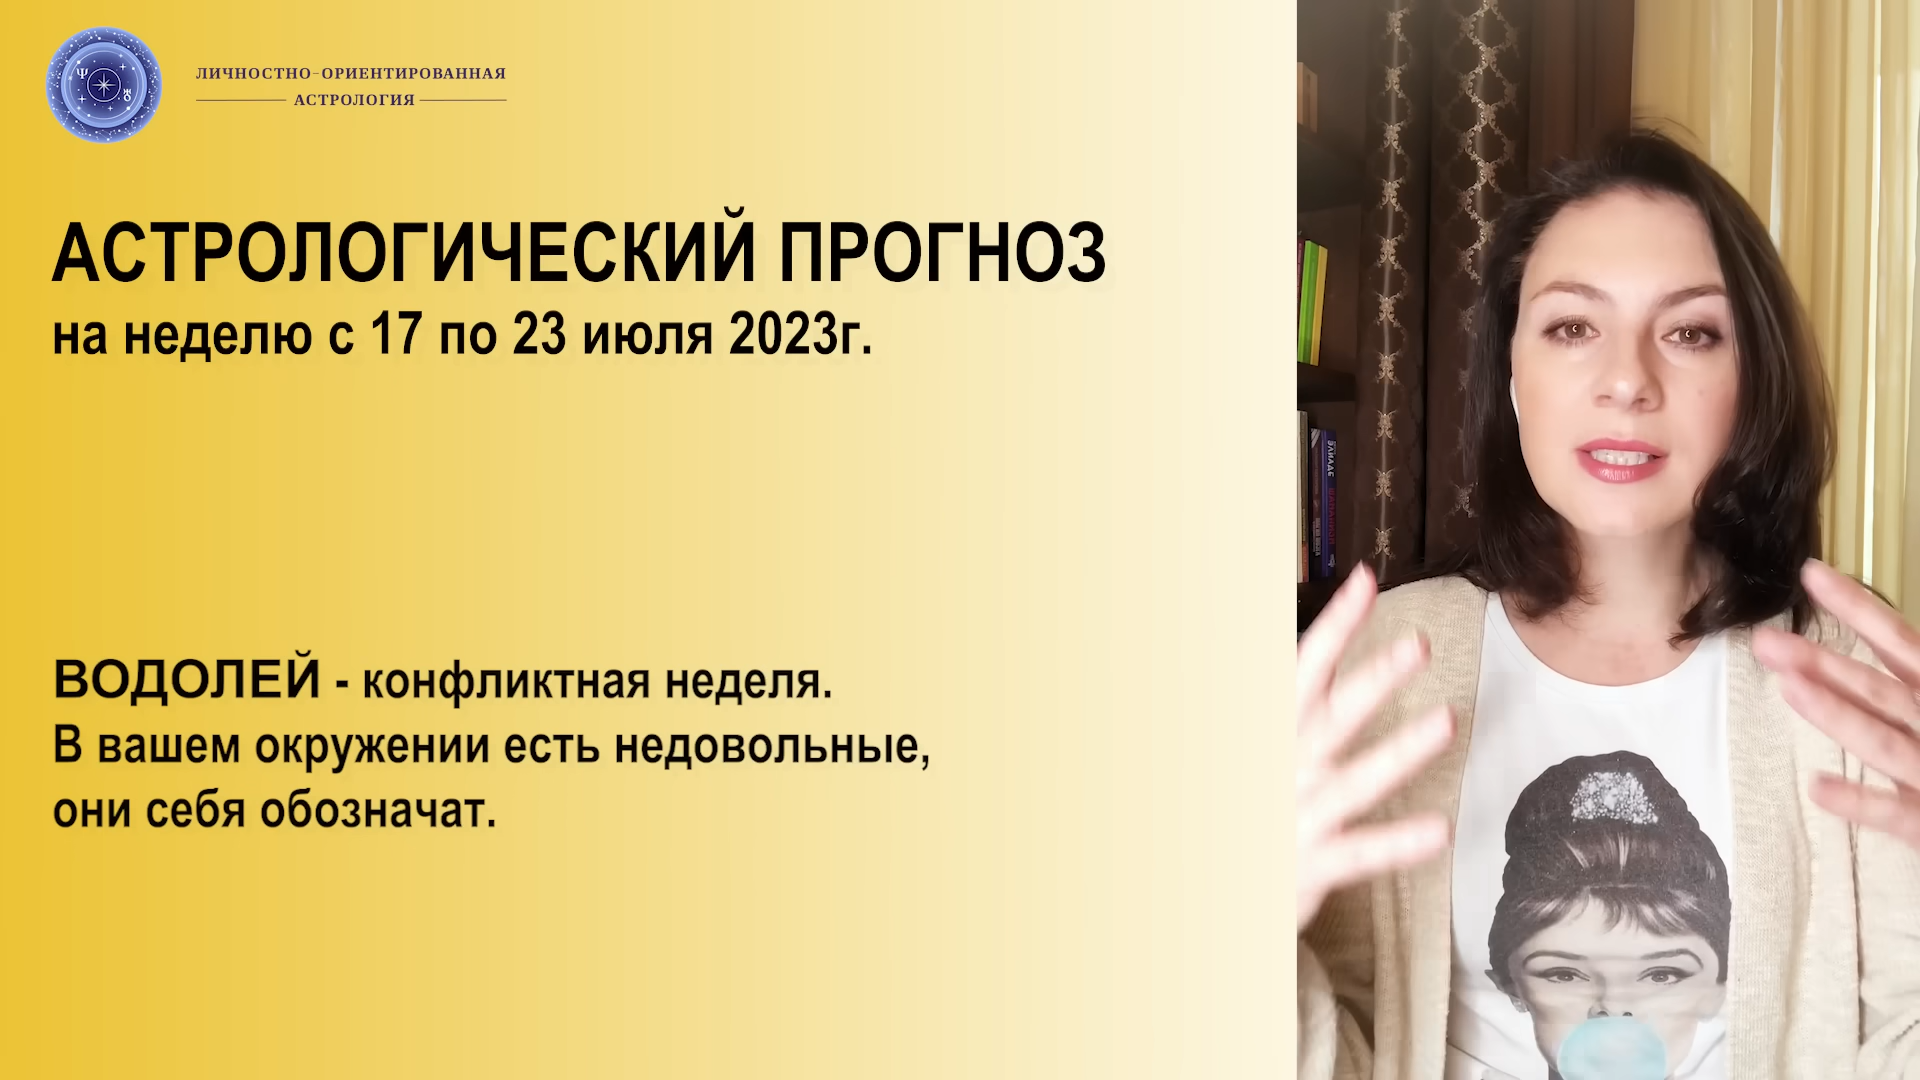 ЛИЧНОСТНО-ОРИЕНТИРОВАННАЯ
АСТРОЛОГИЯ
АСТРОЛОГИЧЕСКИЙ ПРОГНОЗ
на неделю с 17 по 23 июля 2023г.
ВОДОЛЕЙ - конфликтная неделя.
В вашем окружении есть недовольные,
они себя обозначат.
ЭЛИАДЕ